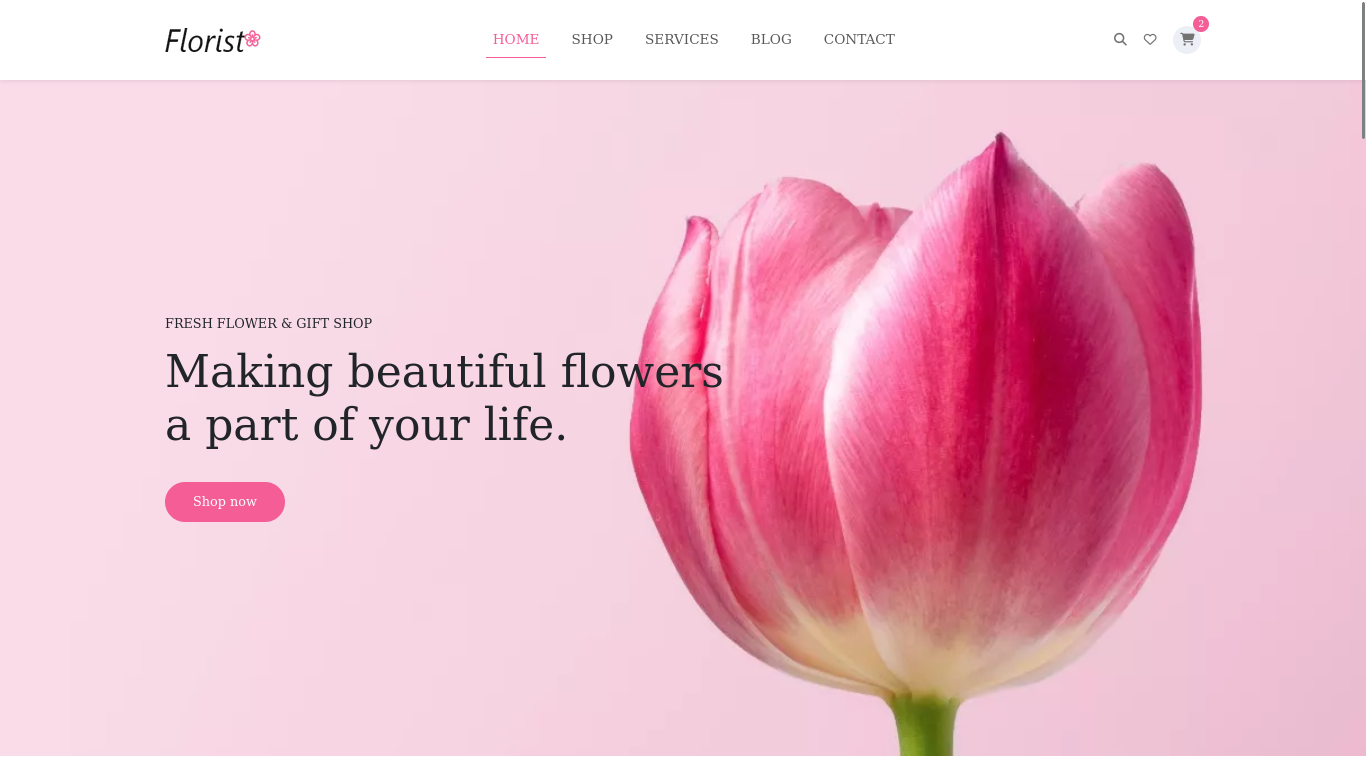 Florist
HOME SHOP SERVICES BLOG CONTACT
2
FRESH FLOWER & GIFT SHOP
Making beautiful flowers
a part of your life.
Shop now